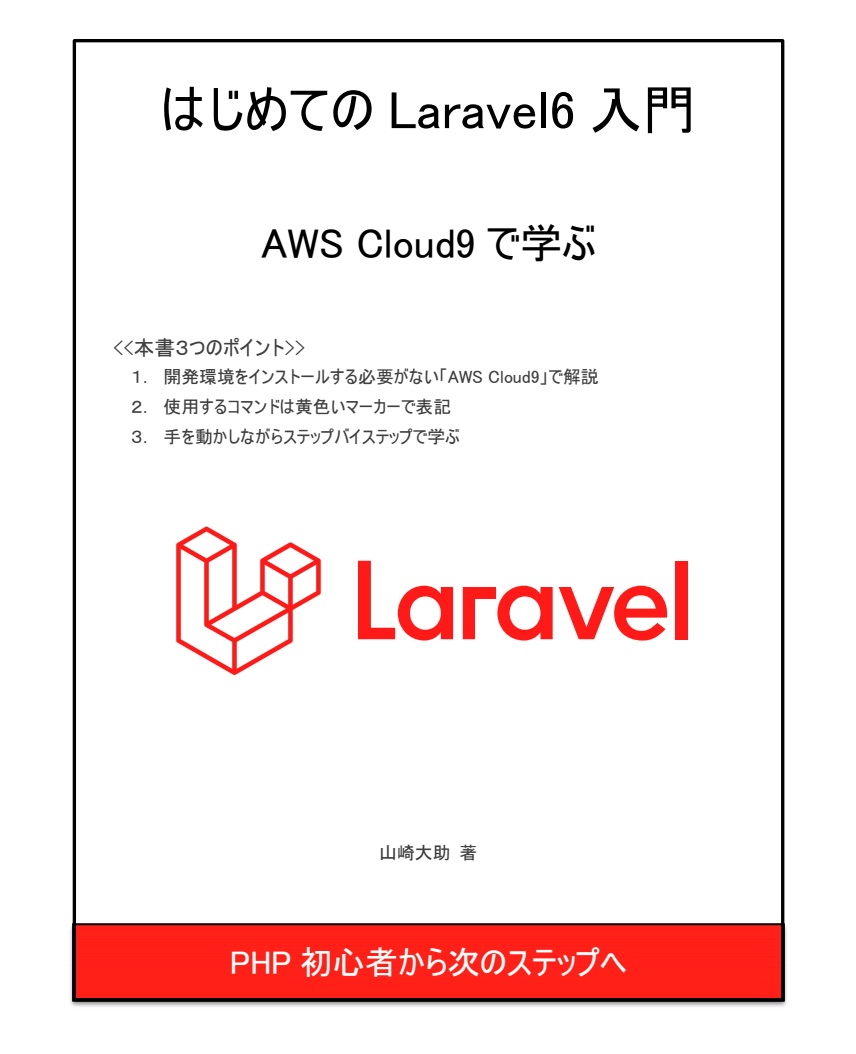 はじめての Laravel6 入門
AWS Cloud9 で学ぶ
<<本書3つのポイント>>
1. 開発環境をインストールする必要がない「AWS Cloud9」で解説
2. 使用するコマンドは黄色いマーカーで表記
3. 手を動かしながらステップバイステップで学ぶ
Laravel
山崎大助 著
PHP 初心者から次のステップへ